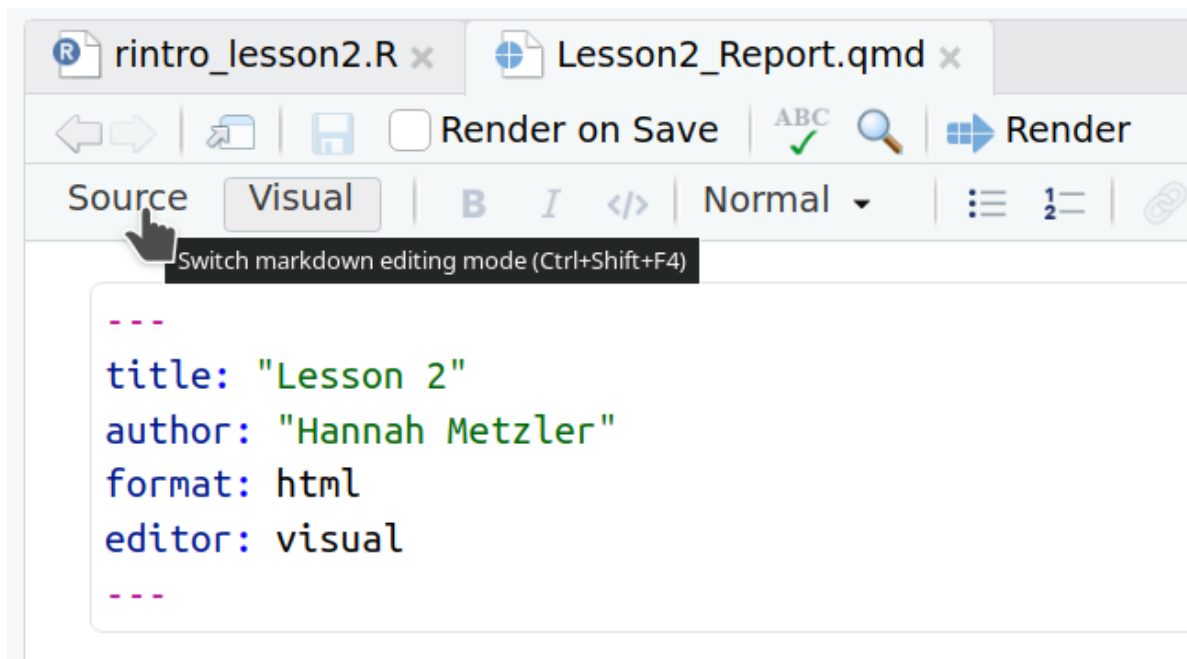 rintro_lesson2.R × Lesson2_Report.qmd ×
Render on Save ABC Render
Source Visual B I </> Normal
Switch markdown editing mode (Ctrl+Shift+F4)
---
title: "Lesson 2"
author: "Hannah Metzler"
format: html
editor: visual
---